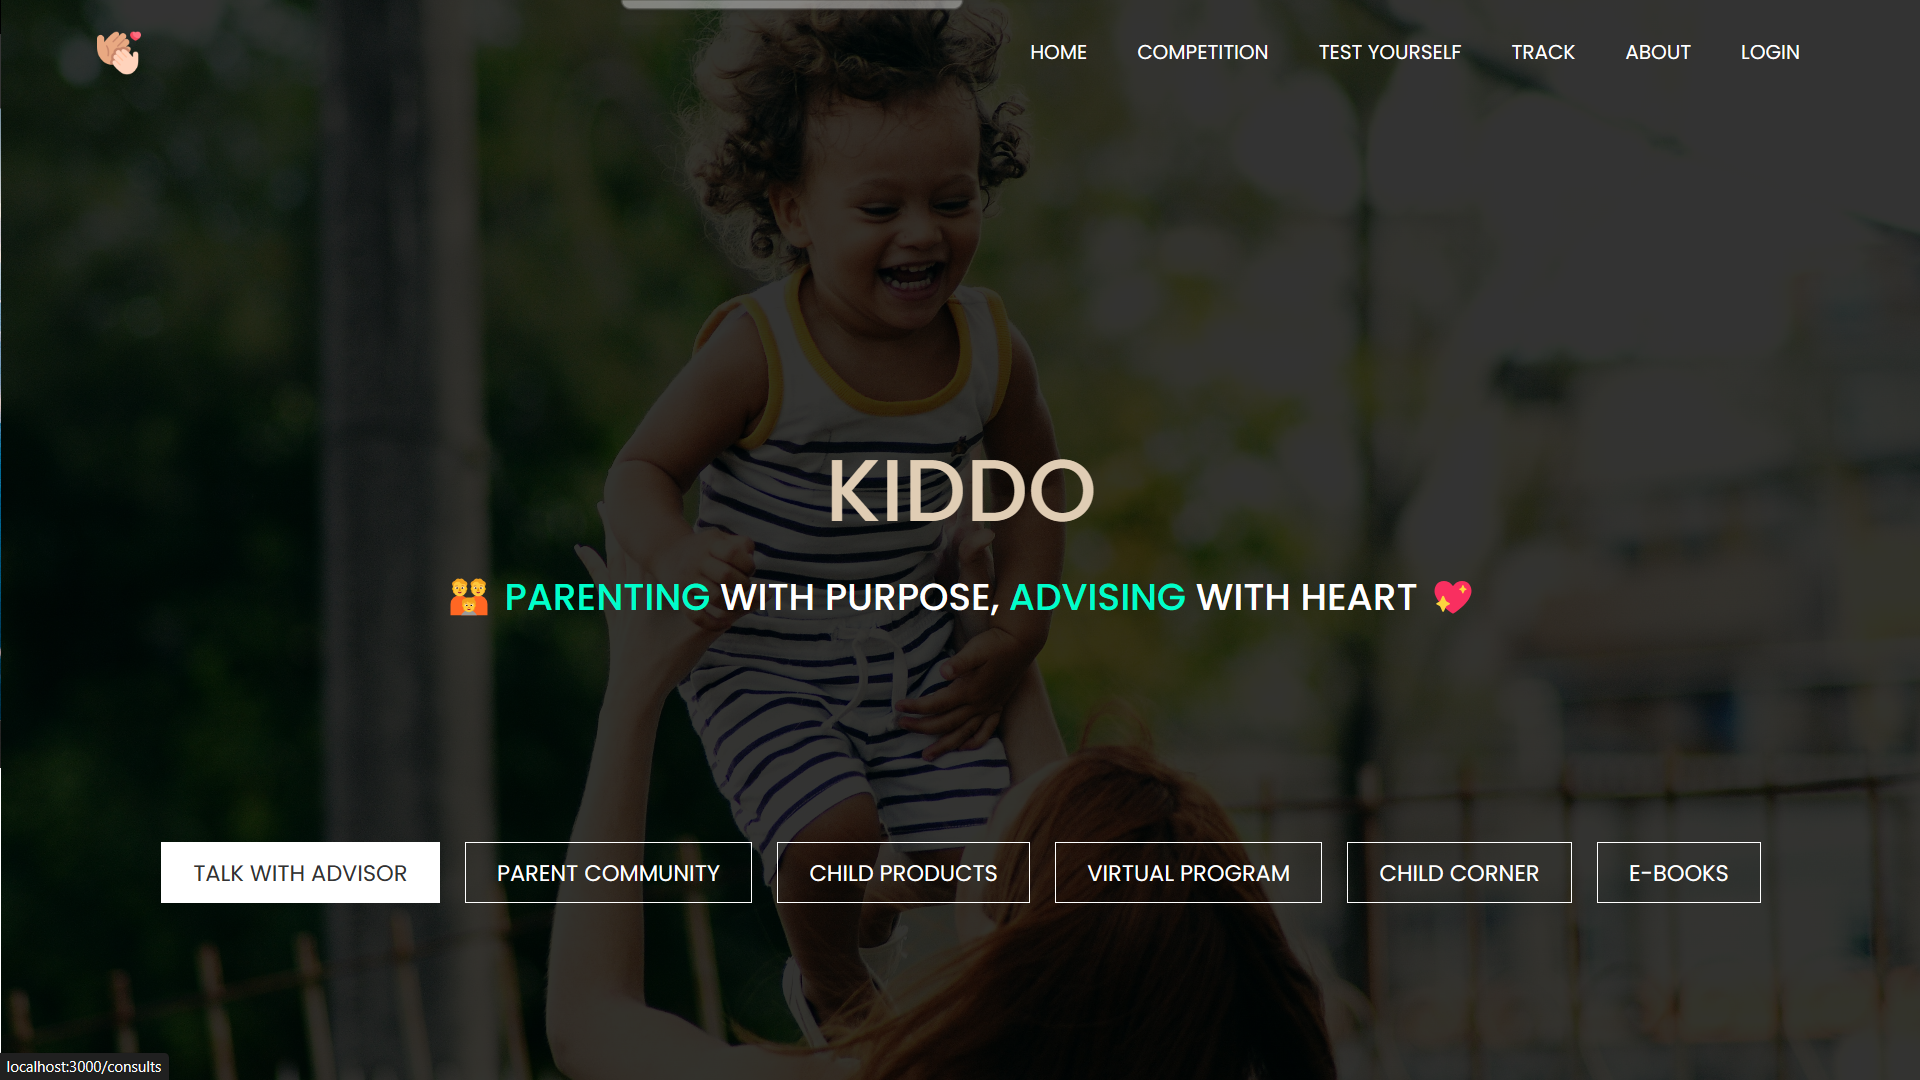 HOME COMPETITION TEST YOURSELF TRACK ABOUT LOGIN
KIDDO
PARENTING WITH PURPOSE, ADVISING WITH HEART
TALK WITH ADVISOR PARENT COMMUNITY CHILD PRODUCTS VIRTUAL PROGRAM CHILD CORNER E-BOOKS
localhost:3000/consults